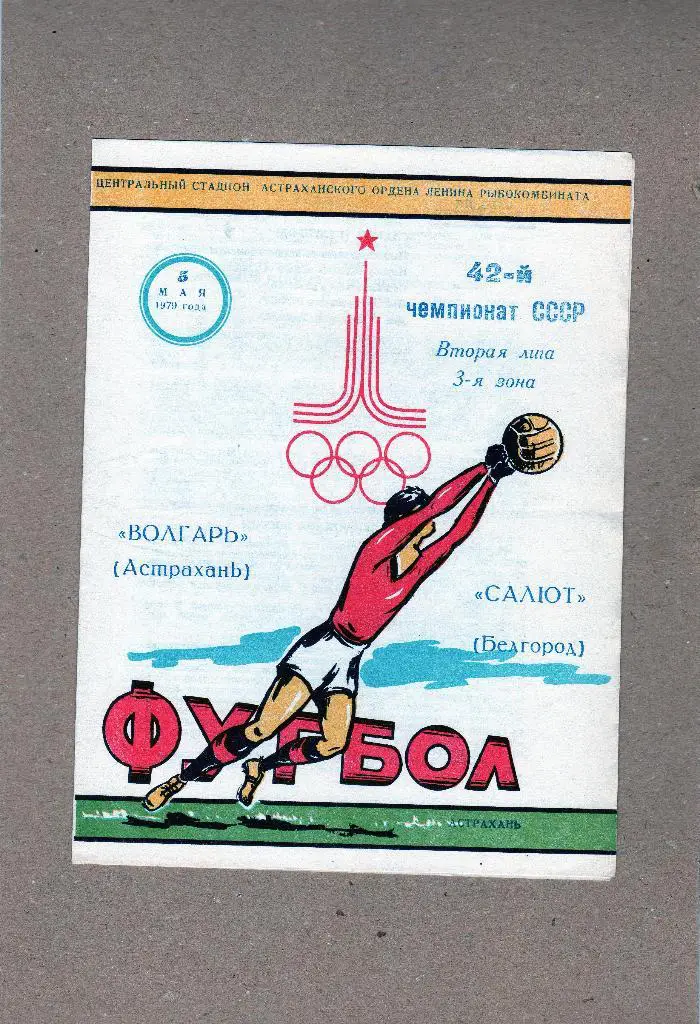 ЦЕНТРАЛЬНЫЙ СТАДИОН АСТРАХАНСКОГО ОРДЕНА ЛЕНИНА РЫБОКОМБИНАТА
5
МАЯ
1979 года
42-й
чемпионат СССР
Вторая лига
3-я зона
«ВОЛГАРЬ»
(Астрахань)
«САЛЮТ»
(Белгород)
ФУТБОЛ
АСТРАХАНЬ